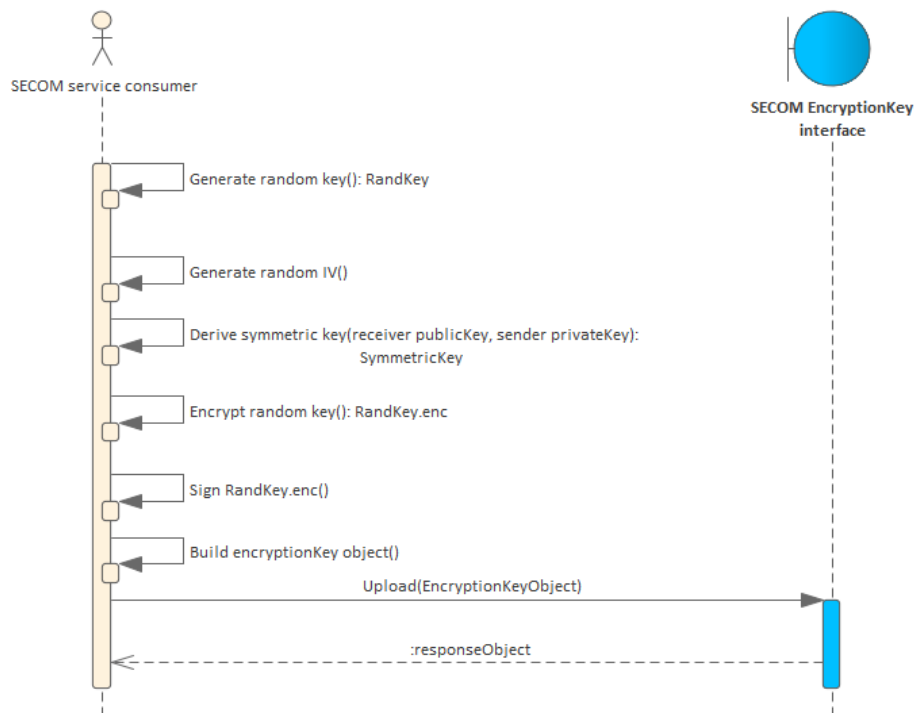 SECOM service consumer
SECOM EncryptionKey
interface
Generate random key(): RandKey
Generate random IV()
Derive symmetric key(receiver publicKey, sender privateKey):
SymmetricKey
Encrypt random key(): RandKey.enc
Sign RandKey.enc()
Build encryptionKey object()
Upload(EncryptionKeyObject)
:responseObject